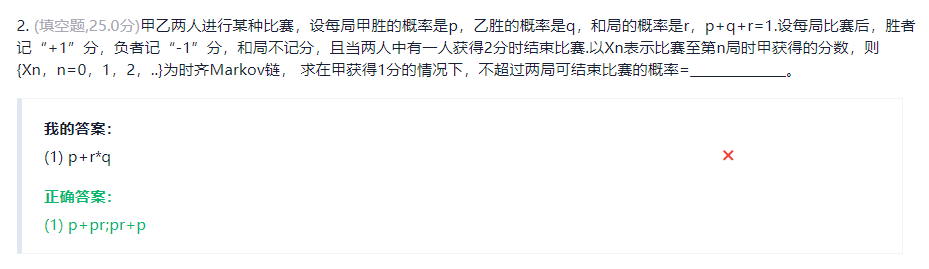 2. (填空题,25.0分)甲乙两人进行某种比赛，设每局甲胜的概率是p，乙胜的概率是q，和局的概率是r，p+q+r=1.设每局比赛后，胜者
记“+1”分，负者记“-1”分，和局不记分，且当两人中有一人获得2分时结束比赛.以Xn表示比赛至第n局时甲获得的分数，则
{Xn，n=0，1，2，..}为时齐Markov链， 求在甲获得1分的情况下，不超过两局可结束比赛的概率=______________。
我的答案：
(1) p+r*q
正确答案：
(1) p+pr;pr+p